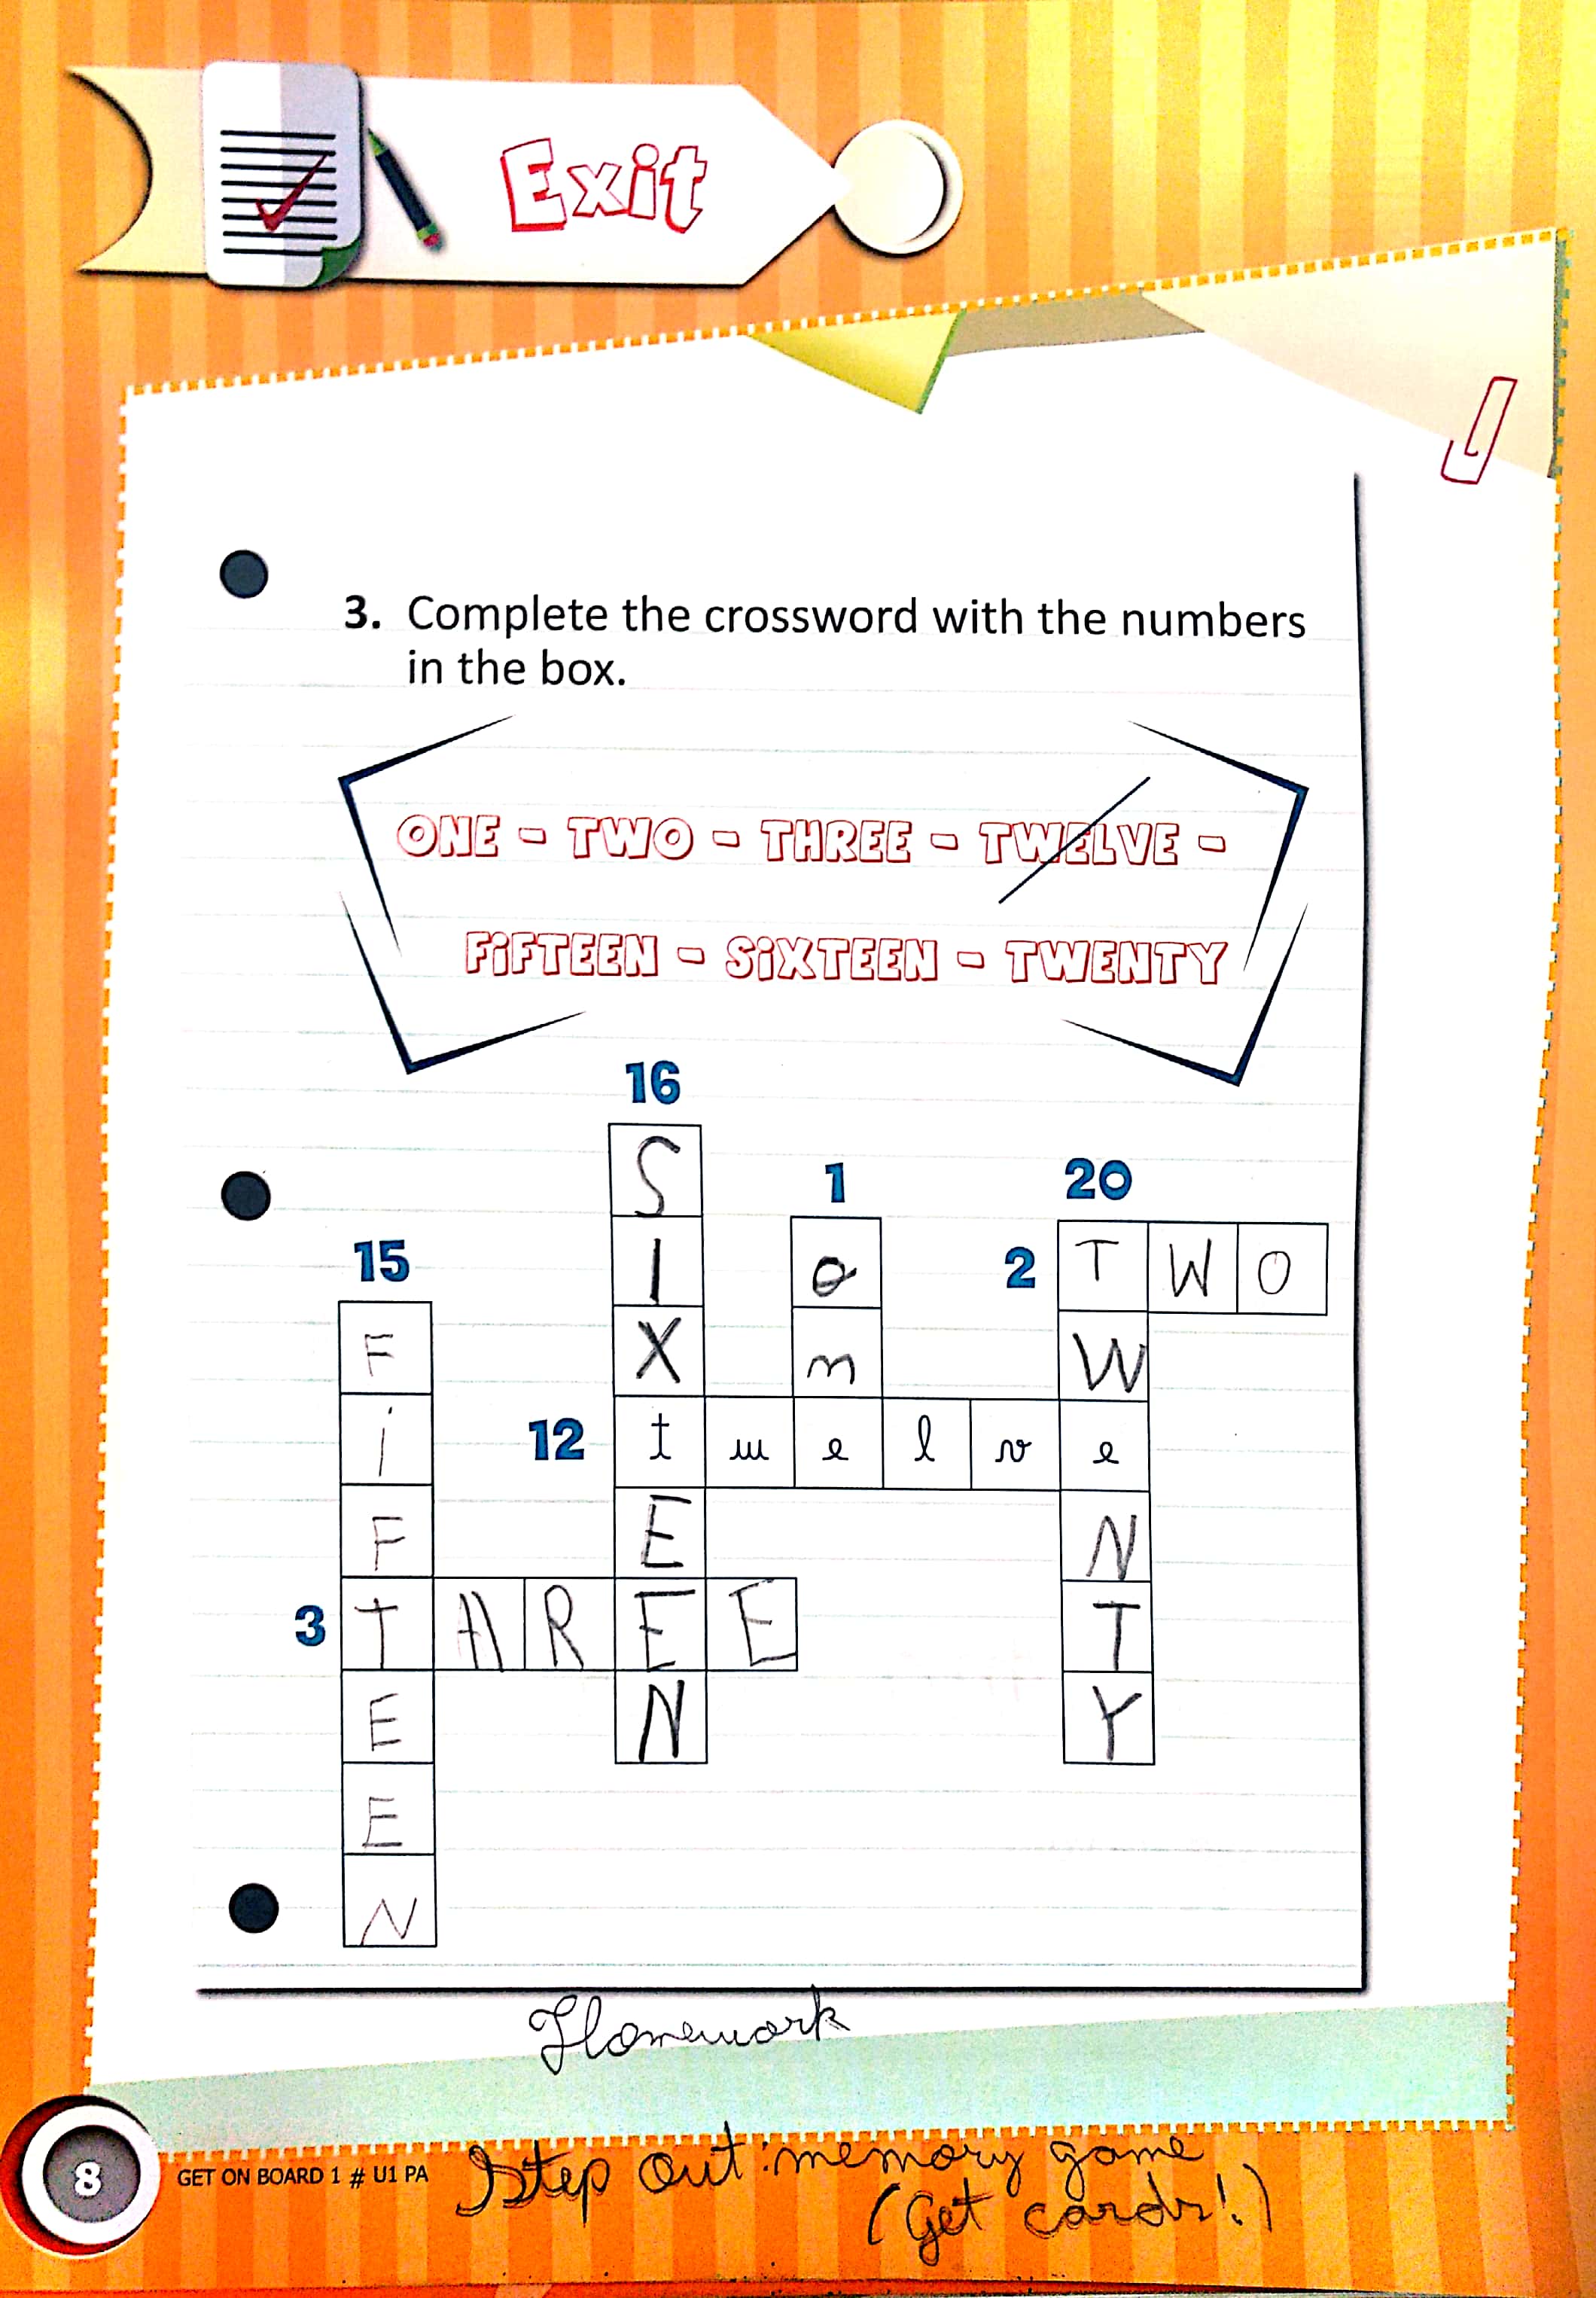 Exit
3. Complete the crossword with the numbers
in the box.
ONE - TWO - THREE - TWELVE -
FiFTEEN - SiXTEEN - TWENTY
16
S
1
20
I
o
2 T W O
15
F
X
n
W
i
12 t w e l v e
F
E
N
3 T H R E E
T
E
N
Y
E
N
Homework
8
GET ON BOARD 1 # U1 PA
Step out: memory game
(Get cards!)